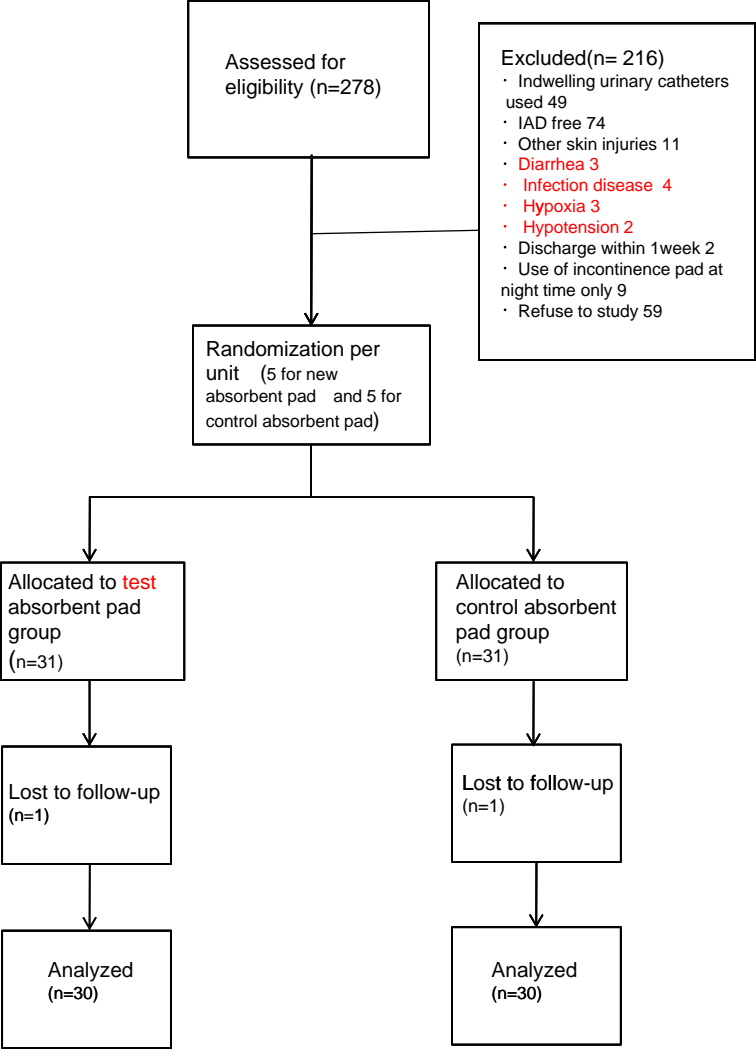 Assessed for
eligibility (n=278)
Excluded(n= 216)
· Indwelling urinary catheters
used 49
· IAD free 74
· Other skin injuries 11
· Diarrhea 3
· Infection disease 4
· Hypoxia 3
· Hypotension 2
· Discharge within 1week 2
· Use of incontinence pad at
night time only 9
· Refuse to study 59
Randomization per
unit (5 for new
absorbent pad and 5 for
control absorbent pad)
Allocated to test
absorbent pad
group
(n=31)
Allocated to
control absorbent
pad group
(n=31)
Lost to follow-up
(n=1)
Lost to follow-up
(n=1)
Analyzed
(n=30)
Analyzed
(n=30)